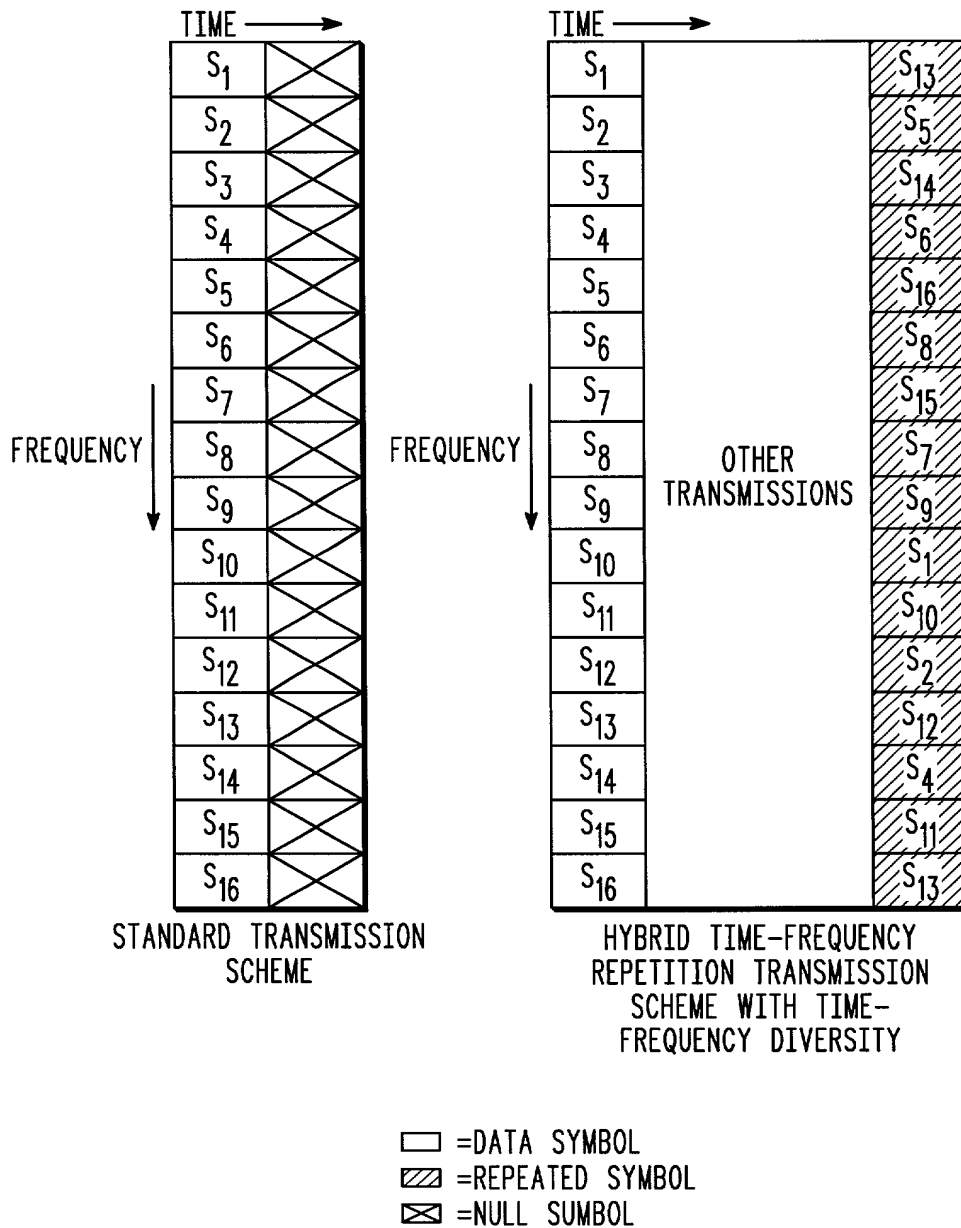 TIME
TIME
S1 S1 S13
S2 S2 S5
S3 S3 S14
S4 S4 S6
S5 S5 S16
S6 S6 S8
S7 S7 S15
FREQUENCY FREQUENCY
S8 S8 S7
OTHER
TRANSMISSIONS
S9 S9 S9
S10 S10 S1
S11 S11 S10
S12 S12 S2
S13 S13 S12
S14 S14 S4
S15 S15 S11
S16 S16 S13
STANDARD TRANSMISSION
SCHEME
HYBRID TIME-FREQUENCY
REPETITION TRANSMISSION
SCHEME WITH TIME-
FREQUENCY DIVERSITY
=DATA SYMBOL
=REPEATED SYMBOL
=NULL SUMBOL